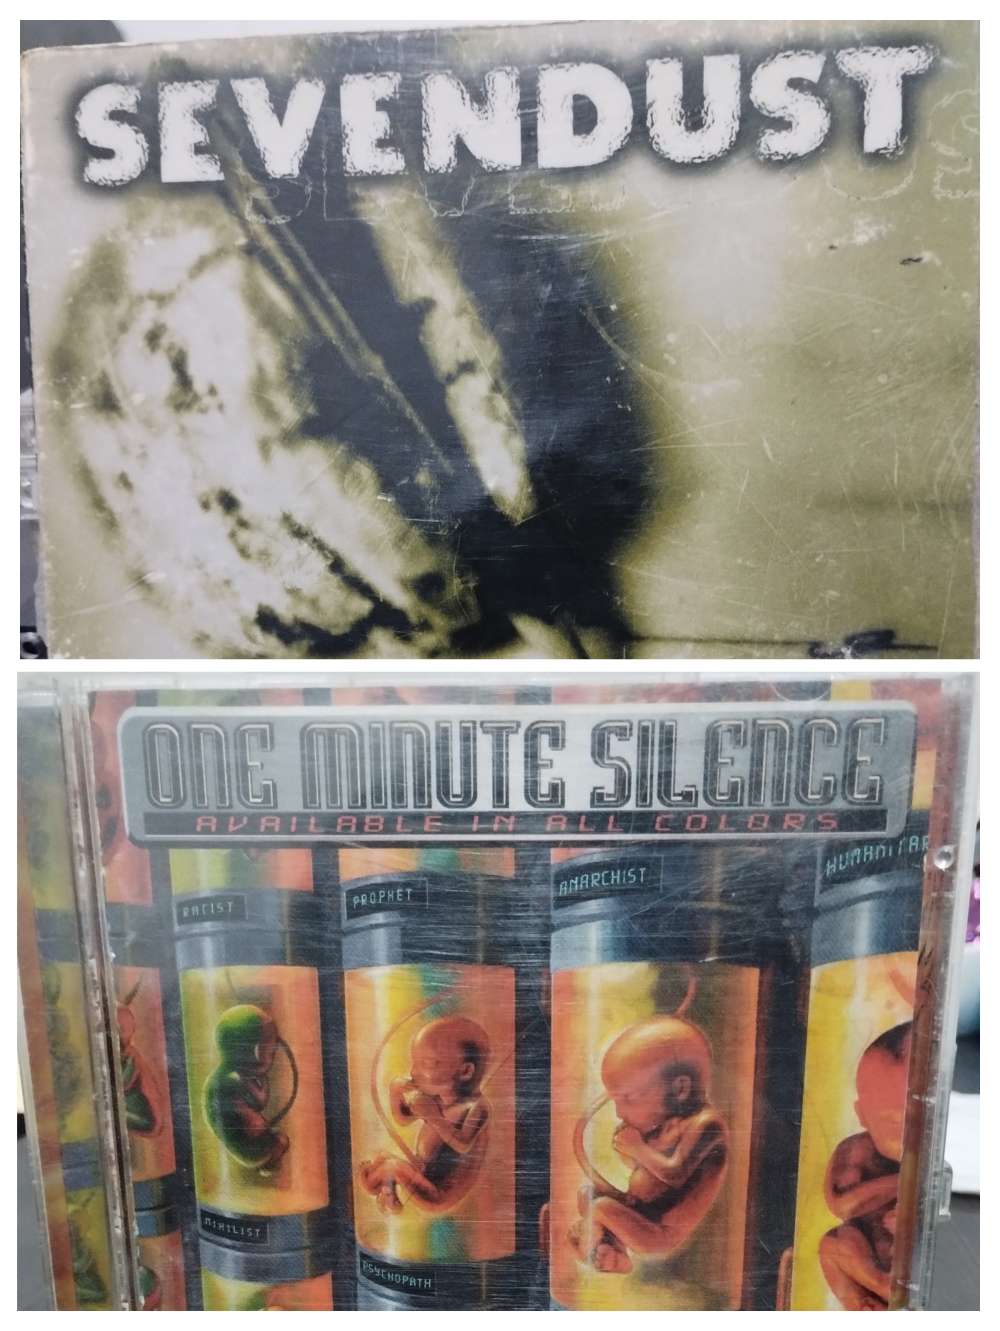 SEVENDUST
ONE MINUTE SILENCE
AVAILABLE IN ALL COLORS
RACIST
PROPHET
ANARCHIST
NIHILIST
PSYCHOPATH